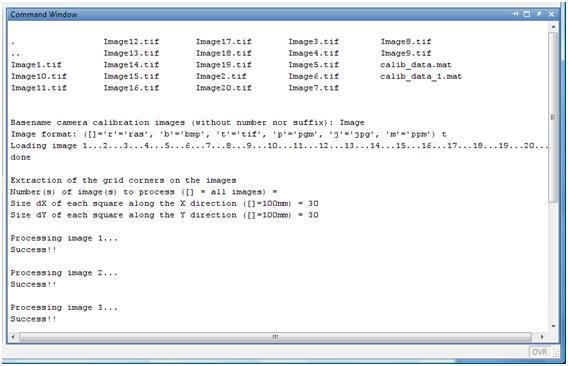 Command Window
. Image12.tif Image17.tif Image3.tif Image8.tif
.. Image13.tif Image18.tif Image4.tif Image9.tif
Image1.tif Image14.tif Image19.tif Image5.tif calib_data.mat
Image10.tif Image15.tif Image2.tif Image6.tif calib_data_1.mat
Image11.tif Image16.tif Image20.tif Image7.tif
Basename camera calibration images (without number nor suffix): Image
Image format: ([]='r'='ras', 'b'='bmp', 't'='tif', 'p'='pgm', 'j'='jpg', 'm'='ppm') t
Loading image 1...2...3...4...5...6...7...8...9...10...11...12...13...14...15...16...17...18...19...20...
done
Extraction of the grid corners on the images
Number(s) of image(s) to process ([] = all images) =
Size dX of each square along the X direction ([]=100mm) = 30
Size dY of each square along the Y direction ([]=100mm) = 30
Processing image 1...
Success!!
Processing image 2...
Success!!
Processing image 3...
Success!!
OVR